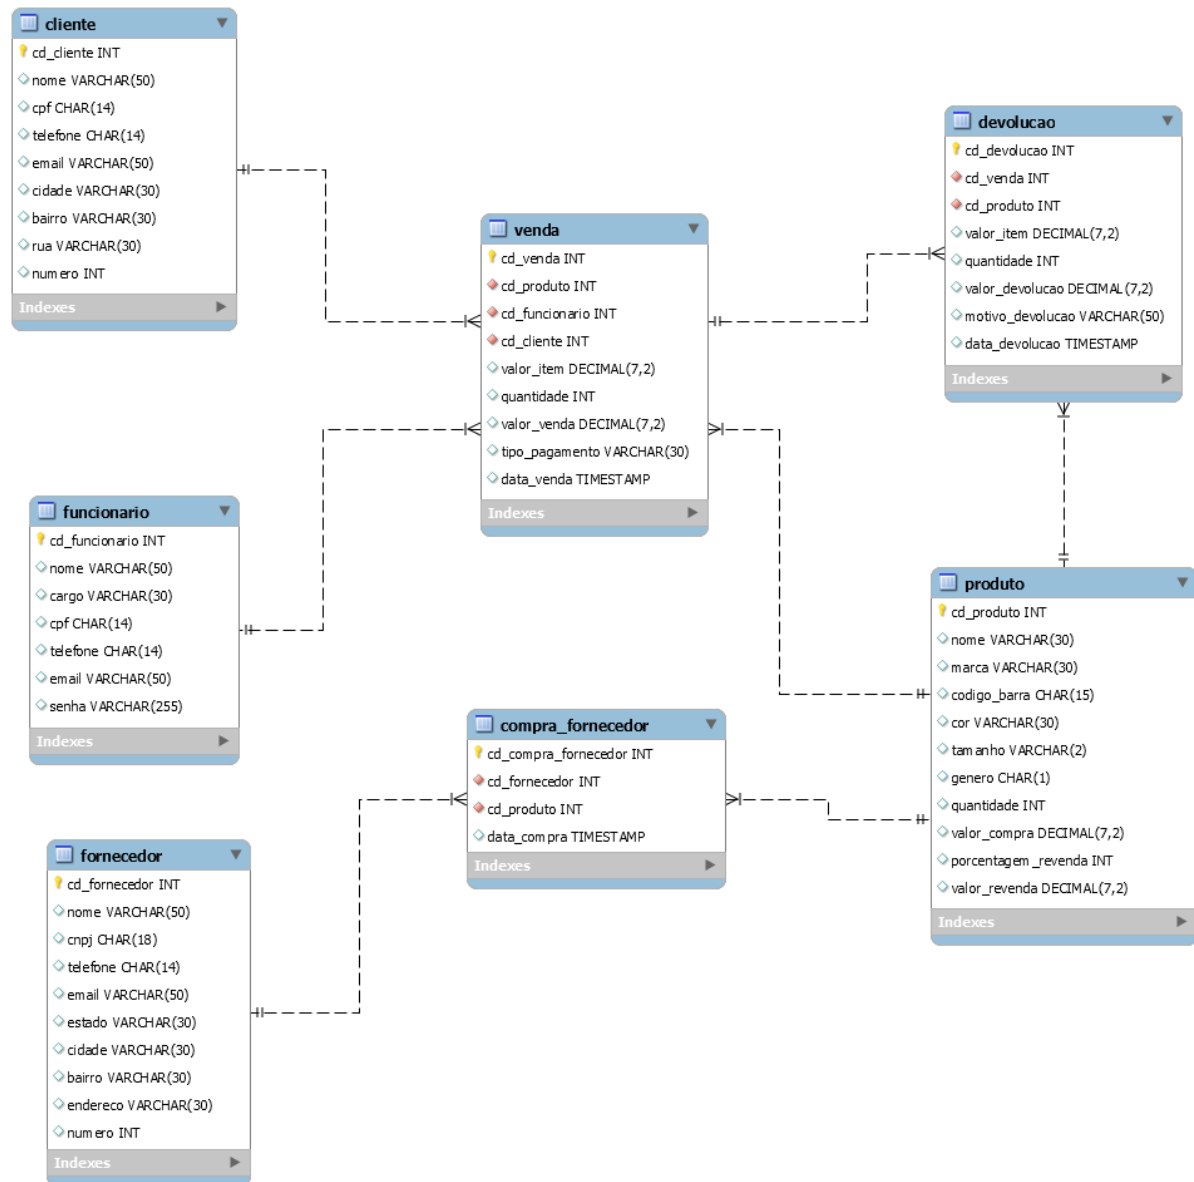 cliente
cd_cliente INT
nome VARCHAR(50)
cpf CHAR(14)
telefone CHAR(14)
email VARCHAR(50)
cidade VARCHAR(30)
bairro VARCHAR(30)
rua VARCHAR(30)
numero INT
Indexes
venda
cd_venda INT
cd_produto INT
cd_funcionario INT
cd_cliente INT
valor_item DECIMAL(7,2)
quantidade INT
valor_venda DECIMAL(7,2)
tipo_pagamento VARCHAR(30)
data_venda TIMESTAMP
Indexes
devolucao
cd_devolucao INT
cd_venda INT
cd_produto INT
valor_item DECIMAL(7,2)
quantidade INT
valor_devolucao DECIMAL(7,2)
motivo_devolucao VARCHAR(50)
data_devolucao TIMESTAMP
Indexes
funcionario
cd_funcionario INT
nome VARCHAR(50)
cargo VARCHAR(30)
cpf CHAR(14)
telefone CHAR(14)
email VARCHAR(50)
senha VARCHAR(255)
Indexes
compra_fornecedor
cd_compra_fornecedor INT
cd_fornecedor INT
cd_produto INT
data_compra TIMESTAMP
Indexes
produto
cd_produto INT
nome VARCHAR(30)
marca VARCHAR(30)
codigo_barra CHAR(15)
cor VARCHAR(30)
tamanho VARCHAR(2)
genero CHAR(1)
quantidade INT
valor_compra DECIMAL(7,2)
porcentagem_revenda INT
valor_revenda DECIMAL(7,2)
Indexes
fornecedor
cd_fornecedor INT
nome VARCHAR(50)
cnpj CHAR(18)
telefone CHAR(14)
email VARCHAR(50)
estado VARCHAR(30)
cidade VARCHAR(30)
bairro VARCHAR(30)
endereco VARCHAR(30)
numero INT
Indexes